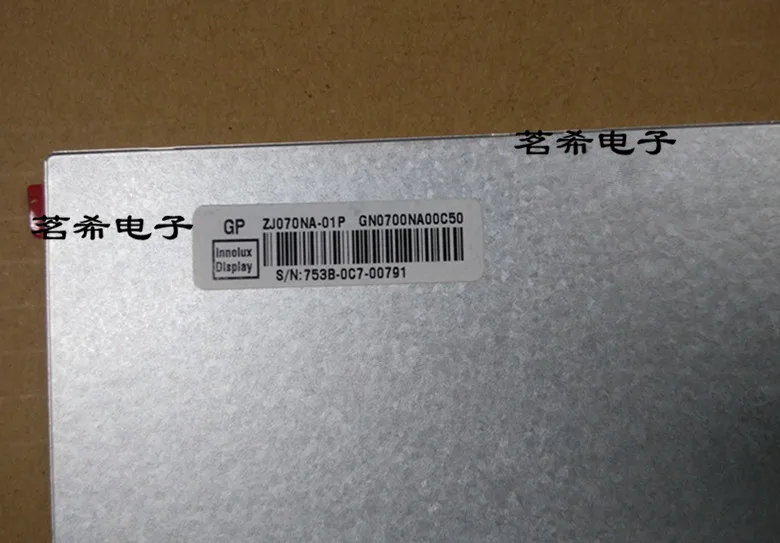 茗希电子
茗希电子
GP ZJ070NA-01P GN0700NA00C50
Innolux
Display
S/N:753B-0C7-00791